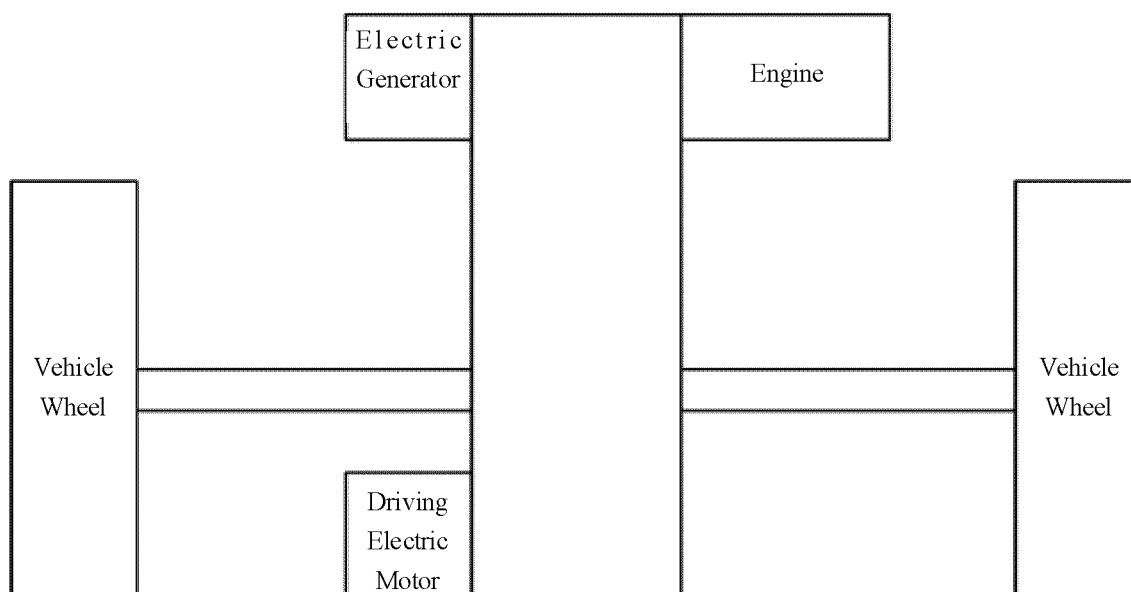 Electric
Generator
Engine
Vehicle
Wheel
Vehicle
Wheel
Driving
Electric
Motor